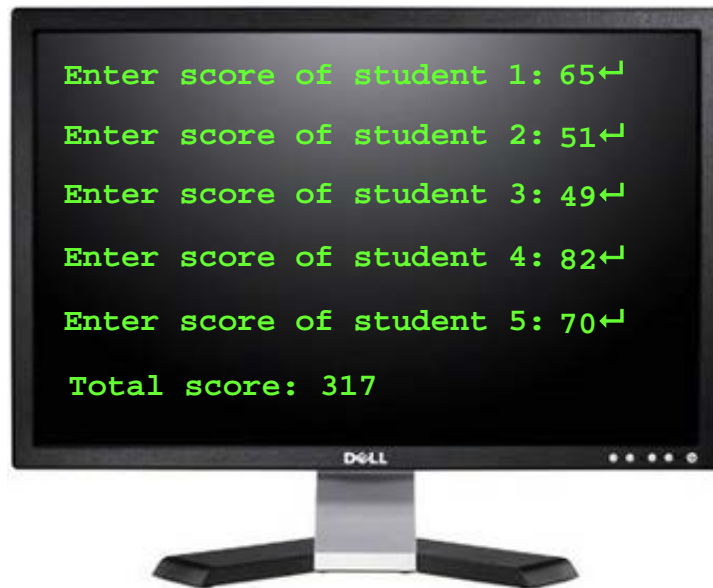 Enter score of student 1: 65↵
Enter score of student 2: 51↵
Enter score of student 3: 49↵
Enter score of student 4: 82↵
Enter score of student 5: 70↵
Total score: 317
DELL